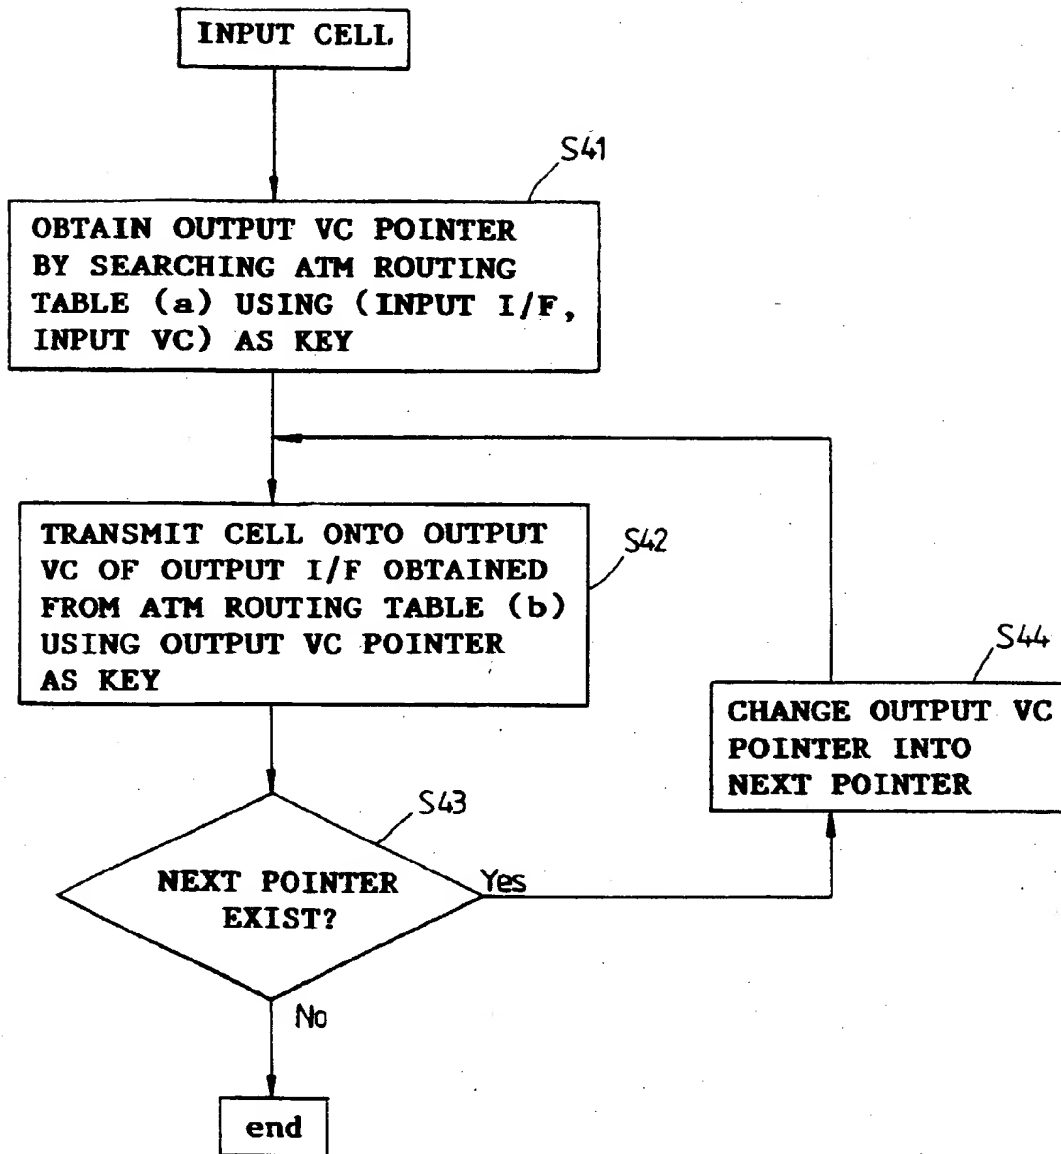 INPUT CELL
S41
OBTAIN OUTPUT VC POINTER
BY SEARCHING ATM ROUTING
TABLE (a) USING (INPUT I/F,
INPUT VC) AS KEY
TRANSMIT CELL ONTO OUTPUT
VC OF OUTPUT I/F OBTAINED
FROM ATM ROUTING TABLE (b)
USING OUTPUT VC POINTER
AS KEY
S42
S44
CHANGE OUTPUT VC
POINTER INTO
NEXT POINTER
S43
NEXT POINTER
EXIST?
Yes
No
end